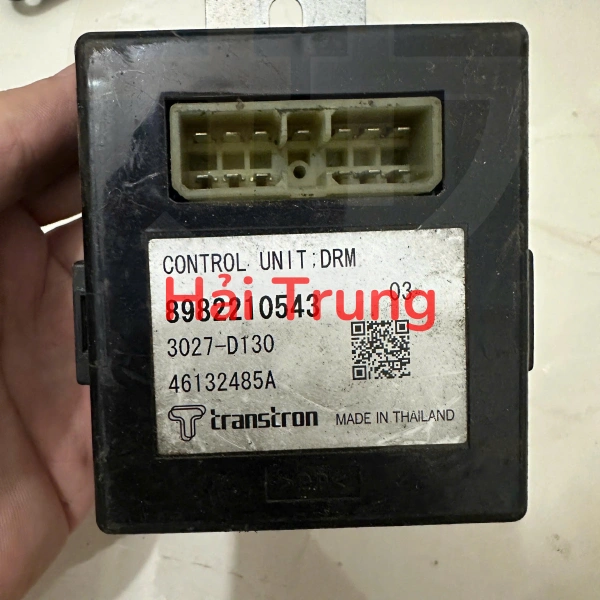 CONTROL UNIT;DRM
03
8982210543
Hải Trung
3027-D130
46132485A
transtron MADE IN THAILAND